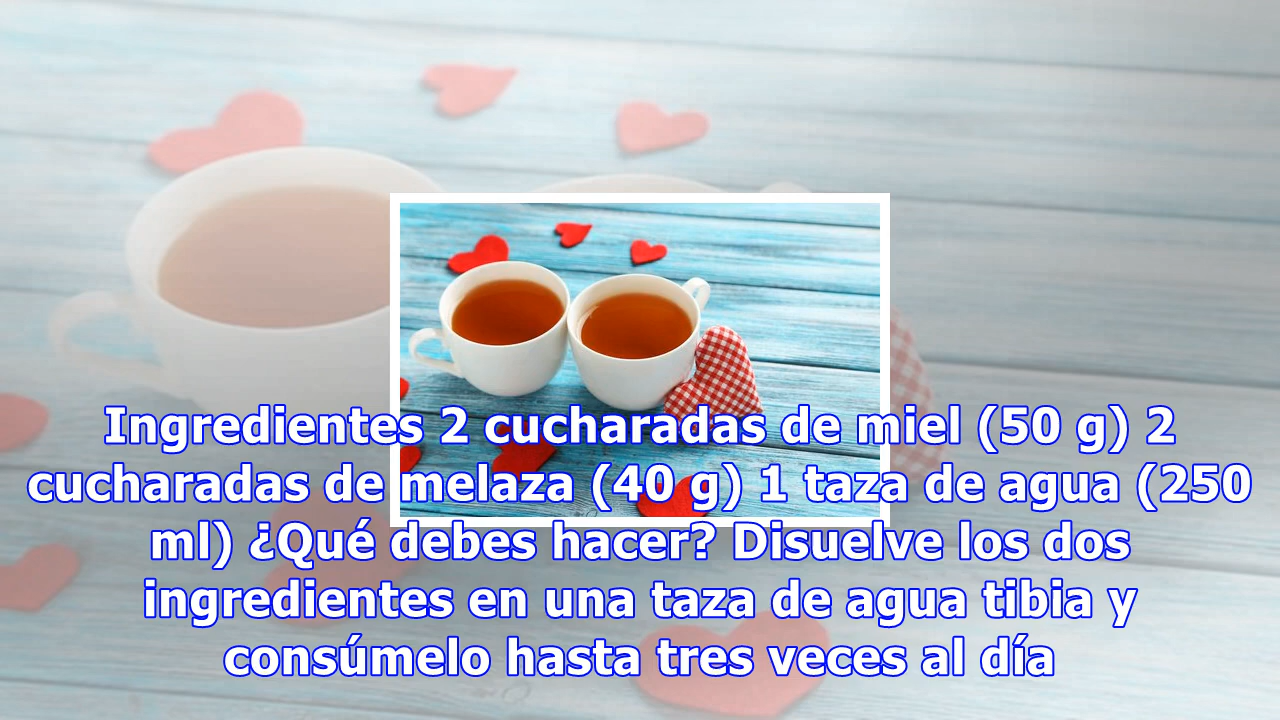 Ingredientes 2 cucharadas de miel (50 g) 2
cucharadas de melaza (40 g) 1 taza de agua (250
ml) ¿Qué debes hacer? Disuelve los dos
ingredientes en una taza de agua tibia y
consúmelo hasta tres veces al día